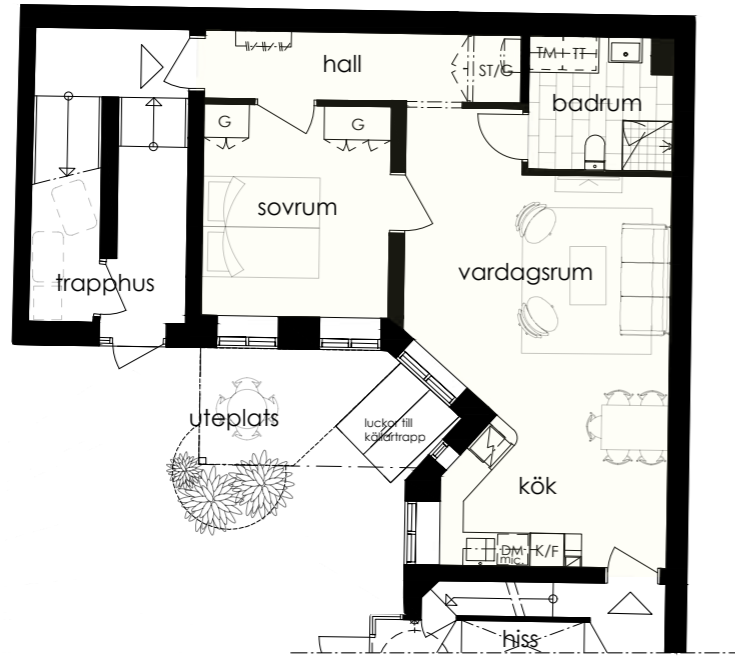 hall
ST/G
TM
TT
badrum
G
G
sovrum
vardagsrum
trapphus
uteplats
luckor till
källartrapp
kök
DM
K/F
mic.
hiss